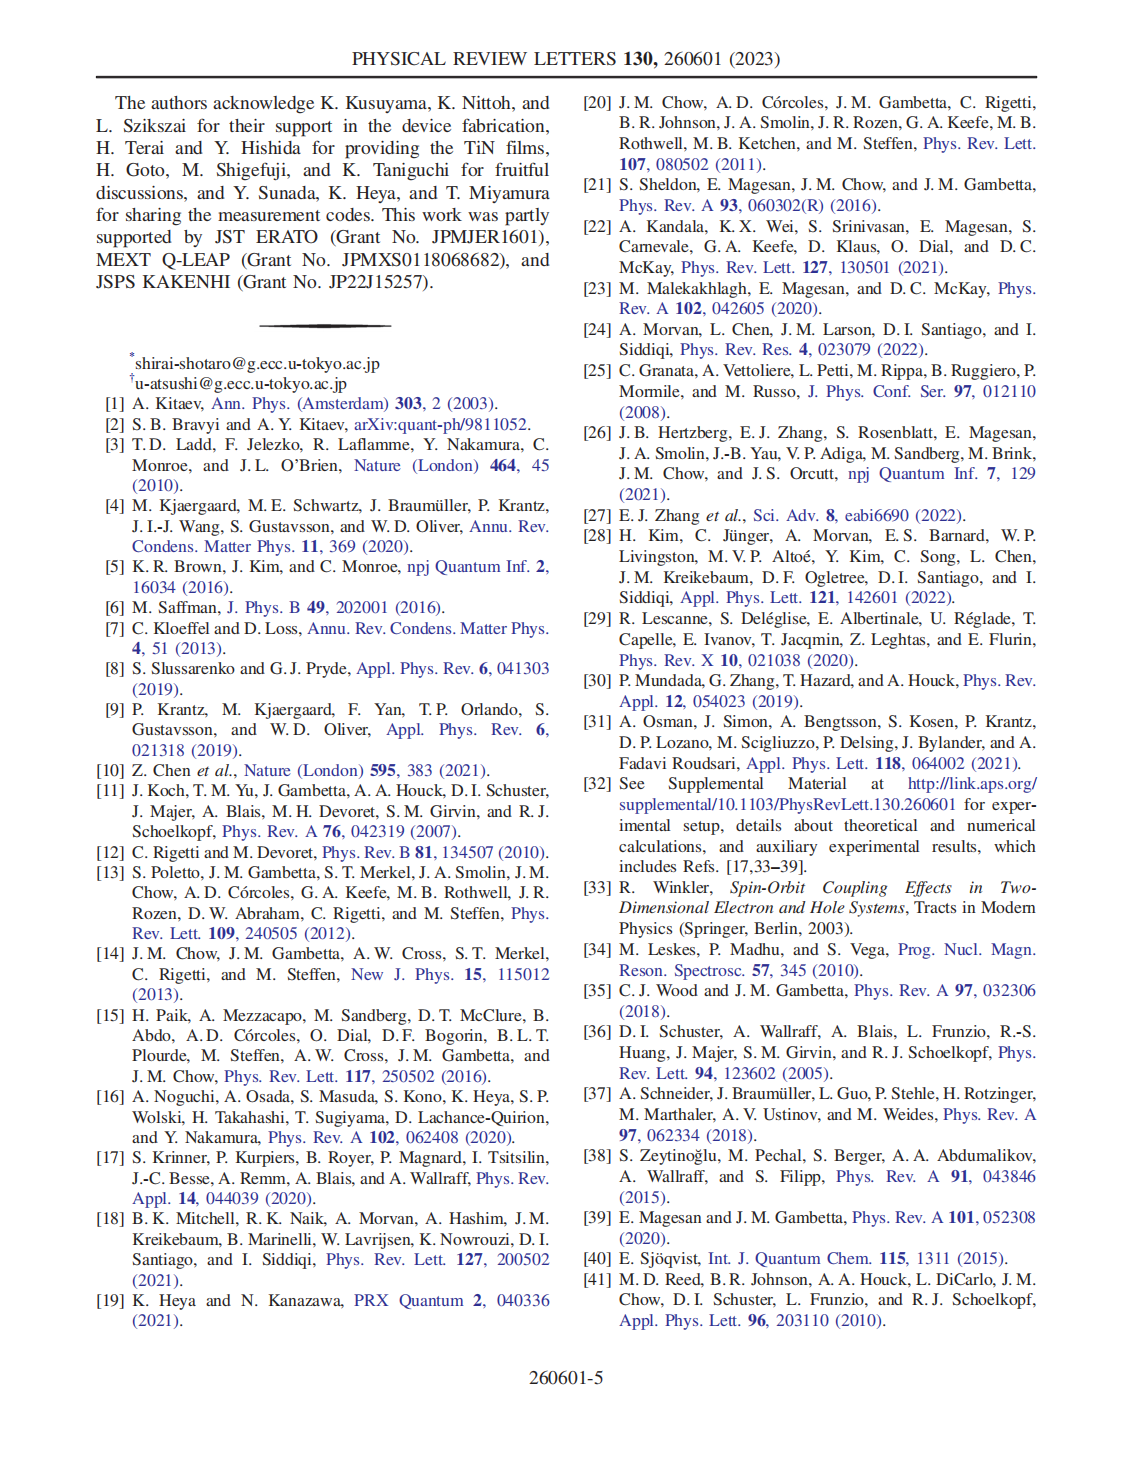 PHYSICAL REVIEW LETTERS 130, 260601 (2023)
The authors acknowledge K. Kusuyama, K. Nittoh, and
L. Szikszai for their support in the device fabrication,
H. Terai and Y. Hishida for providing the TiN films,
H. Goto, M. Shigefuji, and K. Taniguchi for fruitful
discussions, and Y. Sunada, K. Heya, and T. Miyamura
for sharing the measurement codes. This work was partly
supported by JST ERATO (Grant No. JPMJER1601),
MEXT Q-LEAP (Grant No. JPMXS0118068682), and
JSPS KAKENHI (Grant No. JP22J15257).
*shirai-shotaro@g.ecc.u-tokyo.ac.jp
†u-atsushi@g.ecc.u-tokyo.ac.jp
[1] A. Kitaev, Ann. Phys. (Amsterdam) 303, 2 (2003).
[2] S. B. Bravyi and A. Y. Kitaev, arXiv:quant-ph/9811052.
[3] T. D. Ladd, F. Jelezko, R. Laflamme, Y. Nakamura, C.
Monroe, and J. L. O’Brien, Nature (London) 464, 45
(2010).
[4] M. Kjaergaard, M. E. Schwartz, J. Braumüller, P. Krantz,
J. I.-J. Wang, S. Gustavsson, and W. D. Oliver, Annu. Rev.
Condens. Matter Phys. 11, 369 (2020).
[5] K. R. Brown, J. Kim, and C. Monroe, npj Quantum Inf. 2,
16034 (2016).
[6] M. Saffman, J. Phys. B 49, 202001 (2016).
[7] C. Kloeffel and D. Loss, Annu. Rev. Condens. Matter Phys.
4, 51 (2013).
[8] S. Slussarenko and G. J. Pryde, Appl. Phys. Rev. 6, 041303
(2019).
[9] P. Krantz, M. Kjaergaard, F. Yan, T. P. Orlando, S.
Gustavsson, and W. D. Oliver, Appl. Phys. Rev. 6,
021318 (2019).
[10] Z. Chen et al., Nature (London) 595, 383 (2021).
[11] J. Koch, T. M. Yu, J. Gambetta, A. A. Houck, D. I. Schuster,
J. Majer, A. Blais, M. H. Devoret, S. M. Girvin, and R. J.
Schoelkopf, Phys. Rev. A 76, 042319 (2007).
[12] C. Rigetti and M. Devoret, Phys. Rev. B 81, 134507 (2010).
[13] S. Poletto, J. M. Gambetta, S. T. Merkel, J. A. Smolin, J. M.
Chow, A. D. Córcoles, G. A. Keefe, M. B. Rothwell, J. R.
Rozen, D. W. Abraham, C. Rigetti, and M. Steffen, Phys.
Rev. Lett. 109, 240505 (2012).
[14] J. M. Chow, J. M. Gambetta, A. W. Cross, S. T. Merkel,
C. Rigetti, and M. Steffen, New J. Phys. 15, 115012
(2013).
[15] H. Paik, A. Mezzacapo, M. Sandberg, D. T. McClure, B.
Abdo, A. D. Córcoles, O. Dial, D. F. Bogorin, B. L. T.
Plourde, M. Steffen, A. W. Cross, J. M. Gambetta, and
J. M. Chow, Phys. Rev. Lett. 117, 250502 (2016).
[16] A. Noguchi, A. Osada, S. Masuda, S. Kono, K. Heya, S. P.
Wolski, H. Takahashi, T. Sugiyama, D. Lachance-Quirion,
and Y. Nakamura, Phys. Rev. A 102, 062408 (2020).
[17] S. Krinner, P. Kurpiers, B. Royer, P. Magnard, I. Tsitsilin,
J.-C. Besse, A. Remm, A. Blais, and A. Wallraff, Phys. Rev.
Appl. 14, 044039 (2020).
[18] B. K. Mitchell, R. K. Naik, A. Morvan, A. Hashim, J. M.
Kreikebaum, B. Marinelli, W. Lavrijsen, K. Nowrouzi, D. I.
Santiago, and I. Siddiqi, Phys. Rev. Lett. 127, 200502
(2021).
[19] K. Heya and N. Kanazawa, PRX Quantum 2, 040336
(2021).
[20] J. M. Chow, A. D. Córcoles, J. M. Gambetta, C. Rigetti,
B. R. Johnson, J. A. Smolin, J. R. Rozen, G. A. Keefe, M. B.
Rothwell, M. B. Ketchen, and M. Steffen, Phys. Rev. Lett.
107, 080502 (2011).
[21] S. Sheldon, E. Magesan, J. M. Chow, and J. M. Gambetta,
Phys. Rev. A 93, 060302(R) (2016).
[22] A. Kandala, K. X. Wei, S. Srinivasan, E. Magesan, S.
Carnevale, G. A. Keefe, D. Klaus, O. Dial, and D. C.
McKay, Phys. Rev. Lett. 127, 130501 (2021).
[23] M. Malekakhlagh, E. Magesan, and D. C. McKay, Phys.
Rev. A 102, 042605 (2020).
[24] A. Morvan, L. Chen, J. M. Larson, D. I. Santiago, and I.
Siddiqi, Phys. Rev. Res. 4, 023079 (2022).
[25] C. Granata, A. Vettoliere, L. Petti, M. Rippa, B. Ruggiero, P.
Mormile, and M. Russo, J. Phys. Conf. Ser. 97, 012110
(2008).
[26] J. B. Hertzberg, E. J. Zhang, S. Rosenblatt, E. Magesan,
J. A. Smolin, J.-B. Yau, V. P. Adiga, M. Sandberg, M. Brink,
J. M. Chow, and J. S. Orcutt, npj Quantum Inf. 7, 129
(2021).
[27] E. J. Zhang et al., Sci. Adv. 8, eabi6690 (2022).
[28] H. Kim, C. Jünger, A. Morvan, E. S. Barnard, W. P.
Livingston, M. V. P. Altoé, Y. Kim, C. Song, L. Chen,
J. M. Kreikebaum, D. F. Ogletree, D. I. Santiago, and I.
Siddiqi, Appl. Phys. Lett. 121, 142601 (2022).
[29] R. Lescanne, S. Deléglise, E. Albertinale, U. Réglade, T.
Capelle, E. Ivanov, T. Jacqmin, Z. Leghtas, and E. Flurin,
Phys. Rev. X 10, 021038 (2020).
[30] P. Mundada, G. Zhang, T. Hazard, and A. Houck, Phys. Rev.
Appl. 12, 054023 (2019).
[31] A. Osman, J. Simon, A. Bengtsson, S. Kosen, P. Krantz,
D. P. Lozano, M. Scigliuzzo, P. Delsing, J. Bylander, and A.
Fadavi Roudsari, Appl. Phys. Lett. 118, 064002 (2021).
[32] See Supplemental Material at http://link.aps.org/
supplemental/10.1103/PhysRevLett.130.260601 for exper-
imental setup, details about theoretical and numerical
calculations, and auxiliary experimental results, which
includes Refs. [17,33–39].
[33] R. Winkler, Spin-Orbit Coupling Effects in Two-
Dimensional Electron and Hole Systems, Tracts in Modern
Physics (Springer, Berlin, 2003).
[34] M. Leskes, P. Madhu, and S. Vega, Prog. Nucl. Magn.
Reson. Spectrosc. 57, 345 (2010).
[35] C. J. Wood and J. M. Gambetta, Phys. Rev. A 97, 032306
(2018).
[36] D. I. Schuster, A. Wallraff, A. Blais, L. Frunzio, R.-S.
Huang, J. Majer, S. M. Girvin, and R. J. Schoelkopf, Phys.
Rev. Lett. 94, 123602 (2005).
[37] A. Schneider, J. Braumüller, L. Guo, P. Stehle, H. Rotzinger,
M. Marthaler, A. V. Ustinov, and M. Weides, Phys. Rev. A
97, 062334 (2018).
[38] S. Zeytinoğlu, M. Pechal, S. Berger, A. A. Abdumalikov,
A. Wallraff, and S. Filipp, Phys. Rev. A 91, 043846
(2015).
[39] E. Magesan and J. M. Gambetta, Phys. Rev. A 101, 052308
(2020).
[40] E. Sjöqvist, Int. J. Quantum Chem. 115, 1311 (2015).
[41] M. D. Reed, B. R. Johnson, A. A. Houck, L. DiCarlo, J. M.
Chow, D. I. Schuster, L. Frunzio, and R. J. Schoelkopf,
Appl. Phys. Lett. 96, 203110 (2010).
260601-5